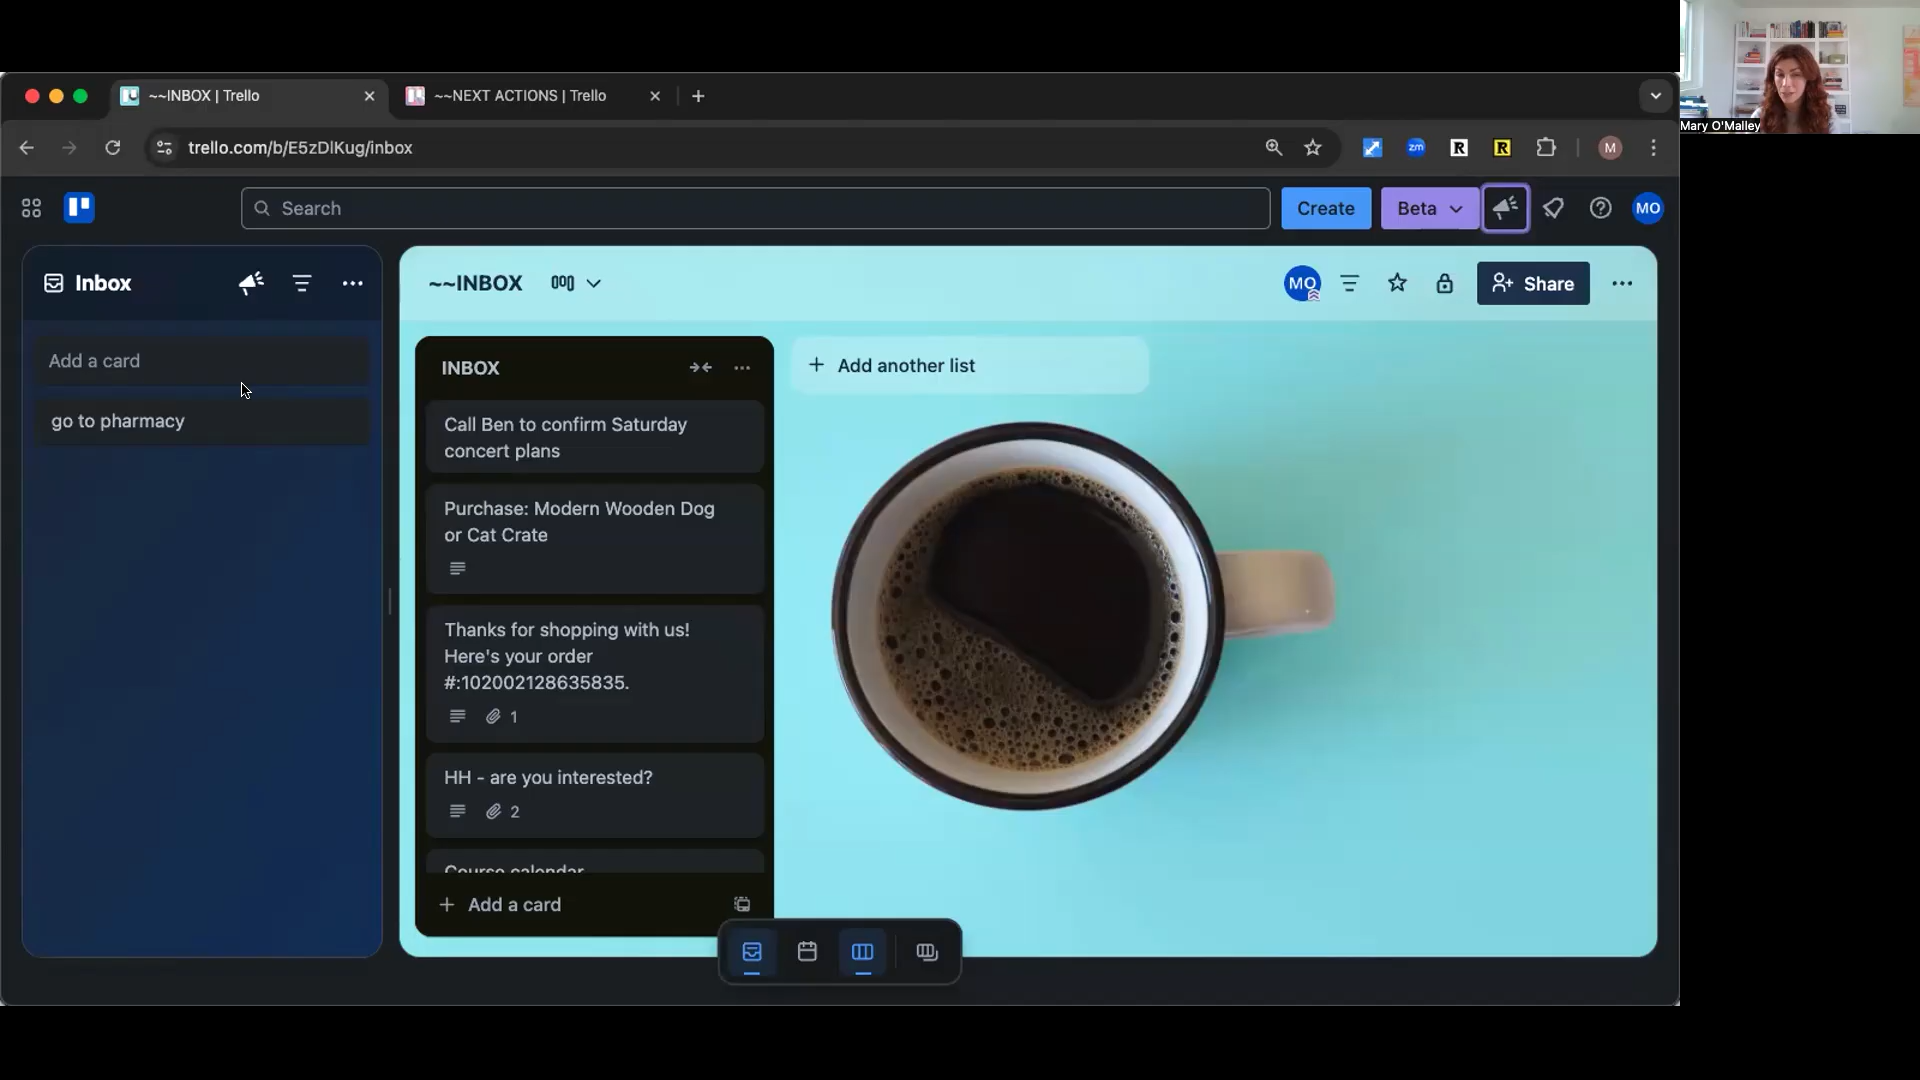 ~~INBOX | Trello
~~NEXT ACTIONS | Trello
Mary O'Malley
trello.com/b/E5zDlKug/inbox
zm
R
R
M
Search
Create
Beta
MO
Inbox
~~INBOX
MO
Share
Add a card
go to pharmacy
INBOX
Call Ben to confirm Saturday
concert plans
Purchase: Modern Wooden Dog
or Cat Crate
Thanks for shopping with us!
Here's your order
#:102002128635835.
1
HH - are you interested?
2
Course calendar
Add a card
Add another list